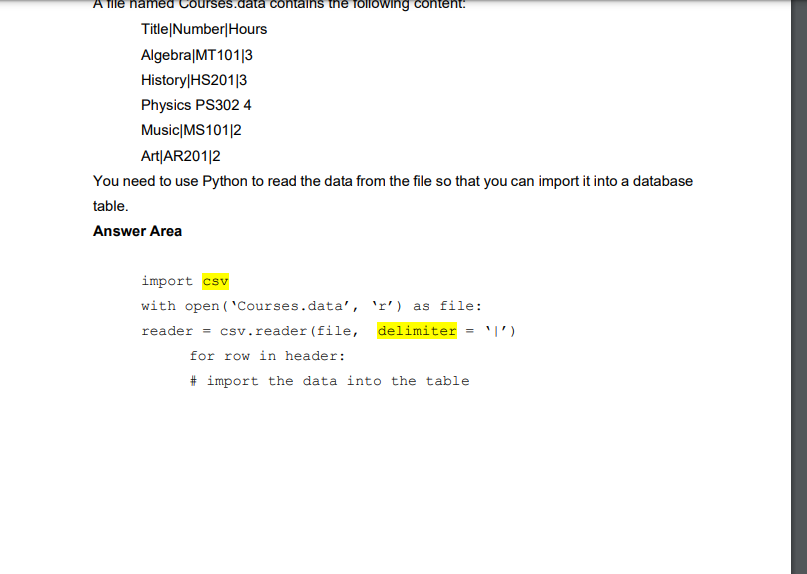 A file named Courses.data contains the following content:
Title|Number|Hours
Algebra|MT101|3
History|HS201|3
Physics PS302 4
Music|MS101|2
Art|AR201|2
You need to use Python to read the data from the file so that you can import it into a database
table.
Answer Area
import csv
with open(‘Courses.data’, ‘r’) as file:
reader = csv.reader(file, delimiter = ‘|’)
for row in header:
# import the data into the table